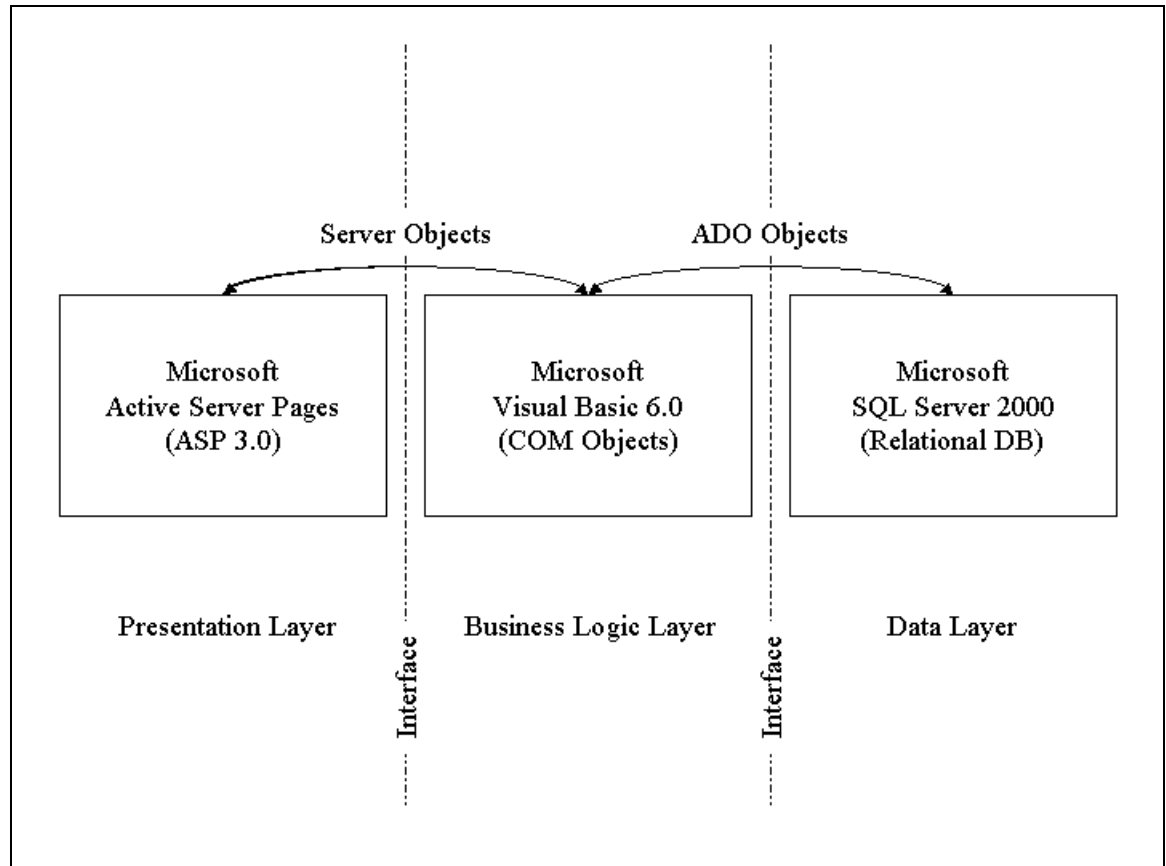 Server Objects
ADO Objects
Microsoft
Active Server Pages
(ASP 3.0)
Microsoft
Visual Basic 6.0
(COM Objects)
Microsoft
SQL Server 2000
(Relational DB)
Presentation Layer
Business Logic Layer
Data Layer
Interface
Interface